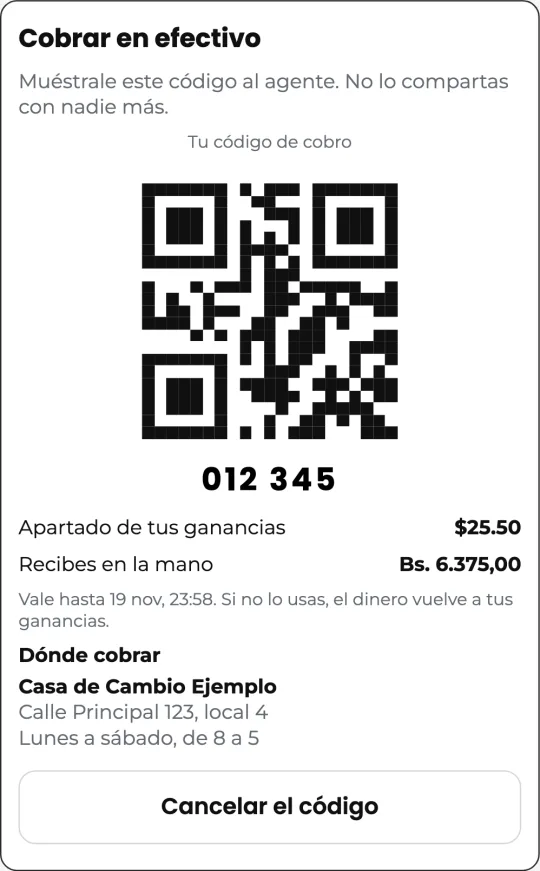 Cobrar en efectivo
Muéstrale este código al agente. No lo compartas
con nadie más.
Tu código de cobro
012 345
Apartado de tus ganancias $25.50
Recibes en la mano Bs. 6.375,00
Vale hasta 19 nov, 23:58. Si no lo usas, el dinero vuelve a tus
ganancias.
Dónde cobrar
Casa de Cambio Ejemplo
Calle Principal 123, local 4
Lunes a sábado, de 8 a 5
Cancelar el código